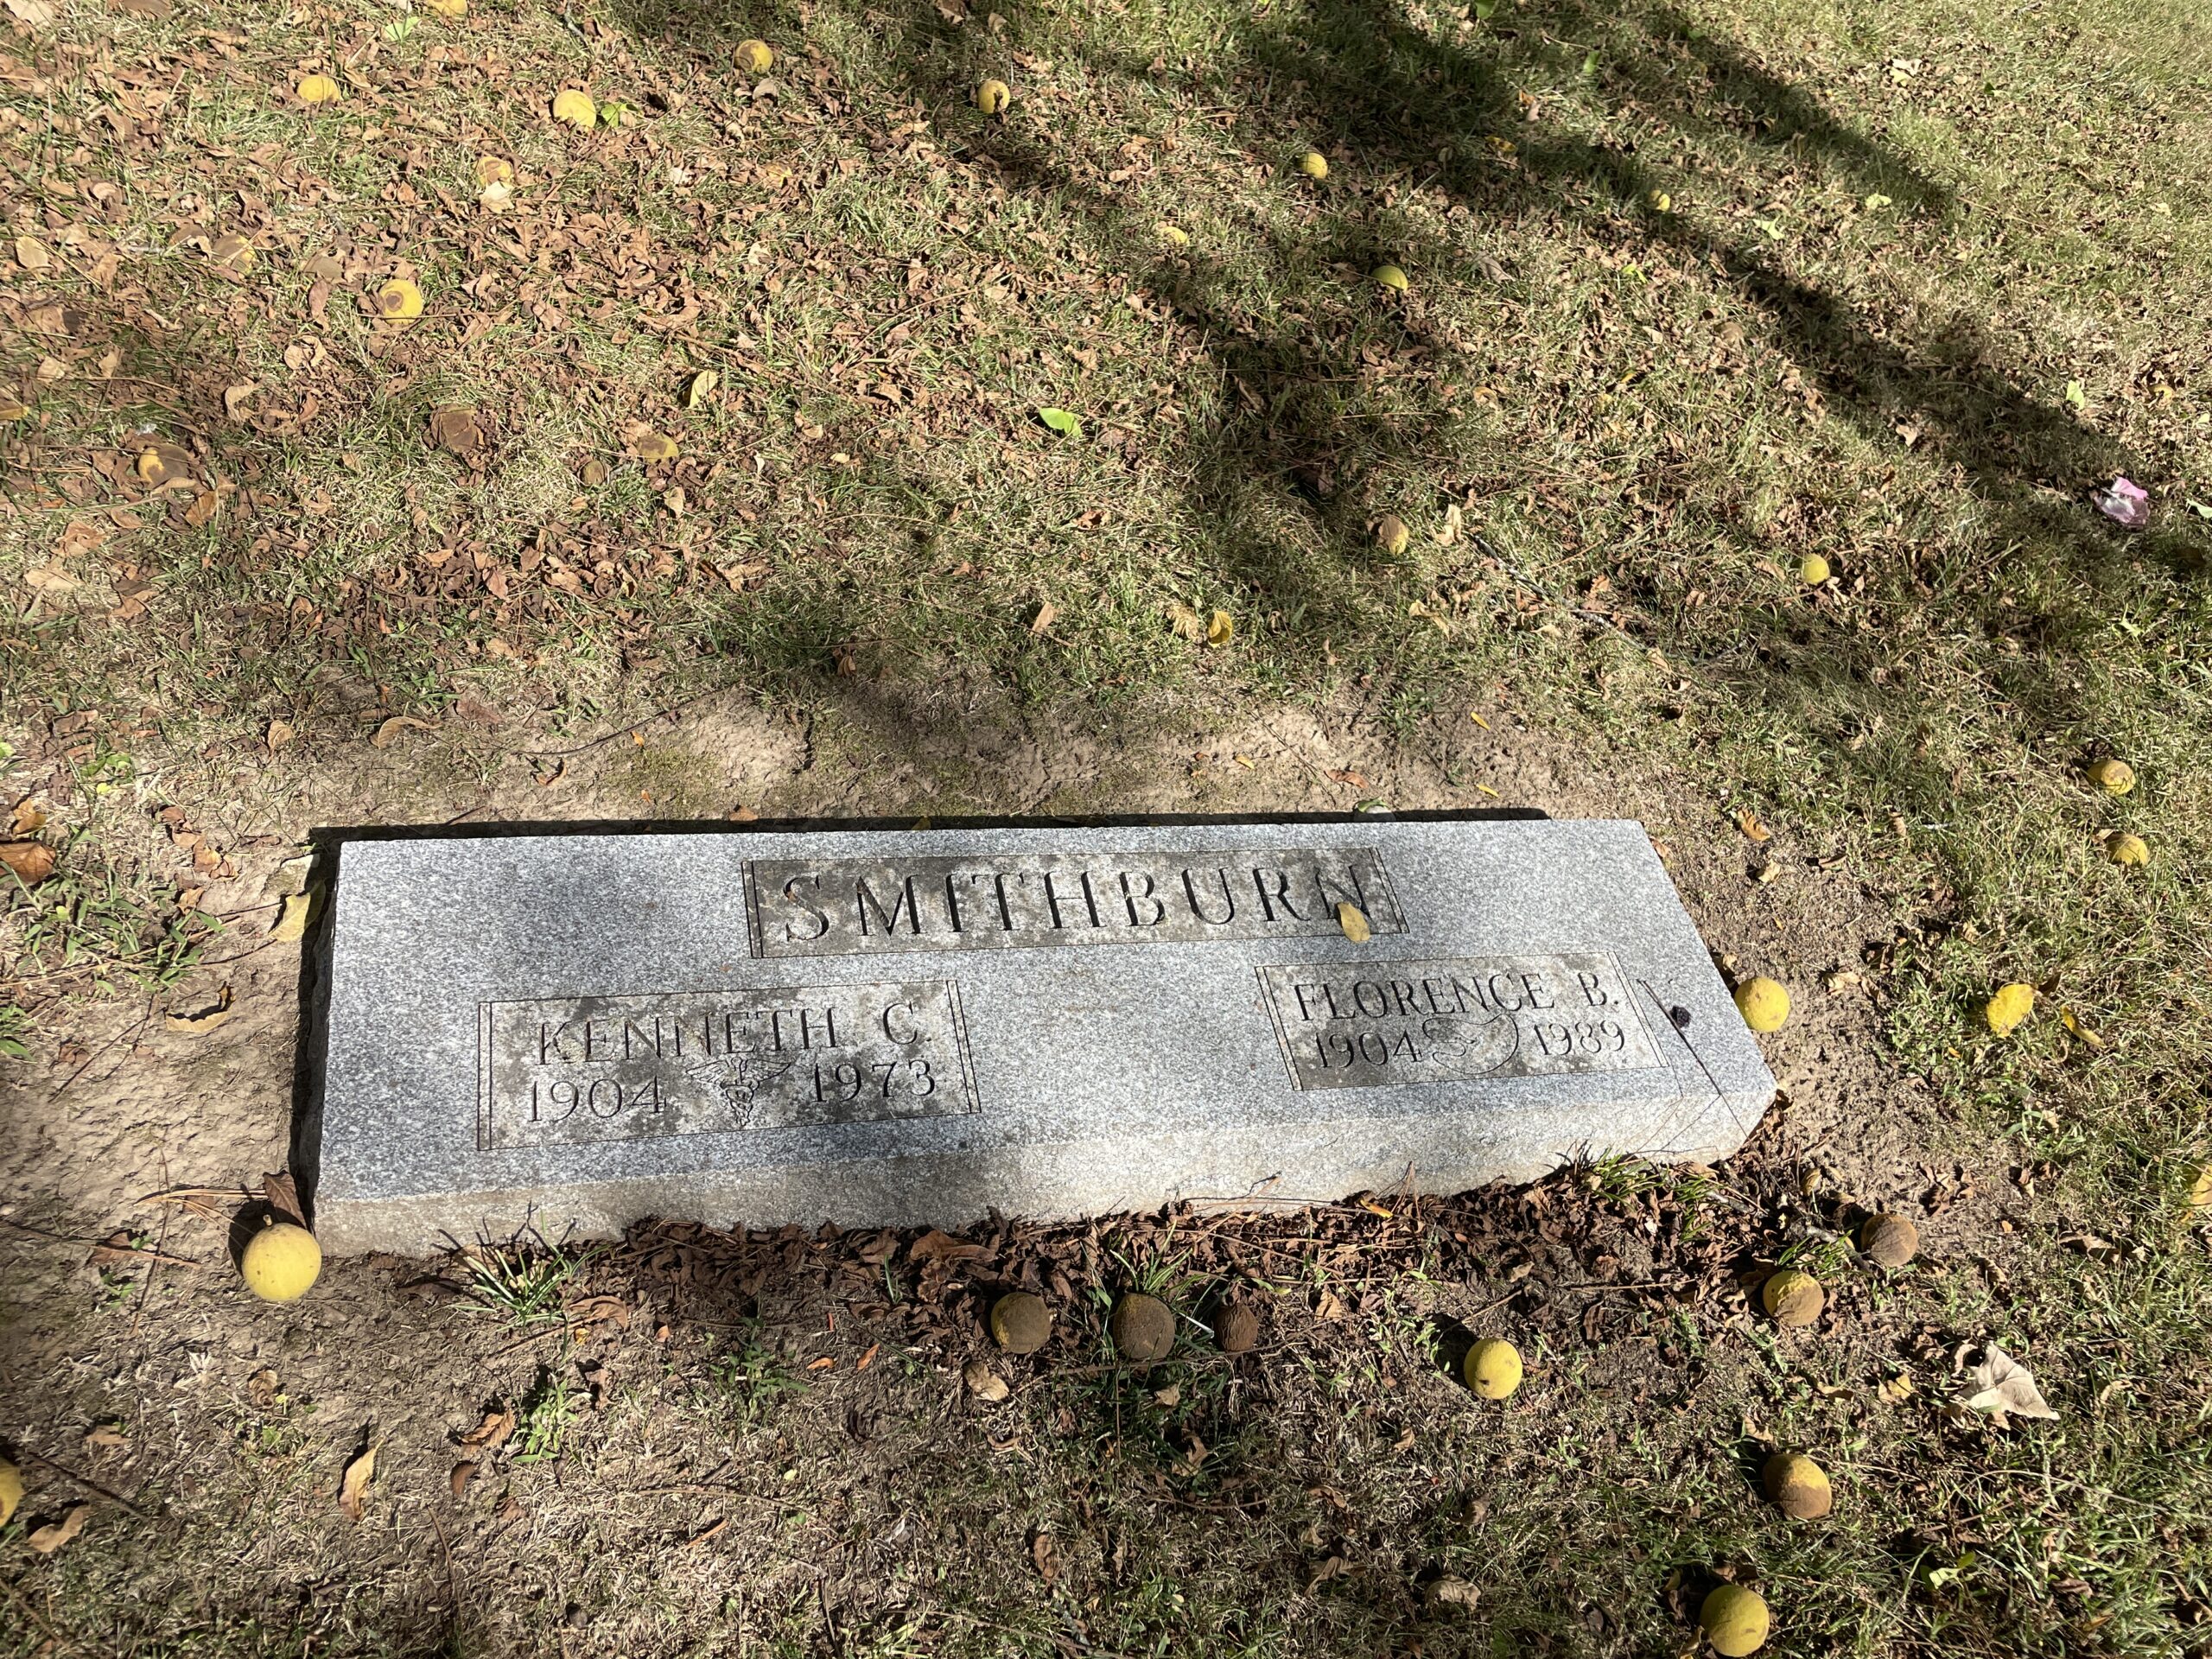 SMITHBURN
KENNETH C.
1904 1973
FLORENCE B.
1904 1989